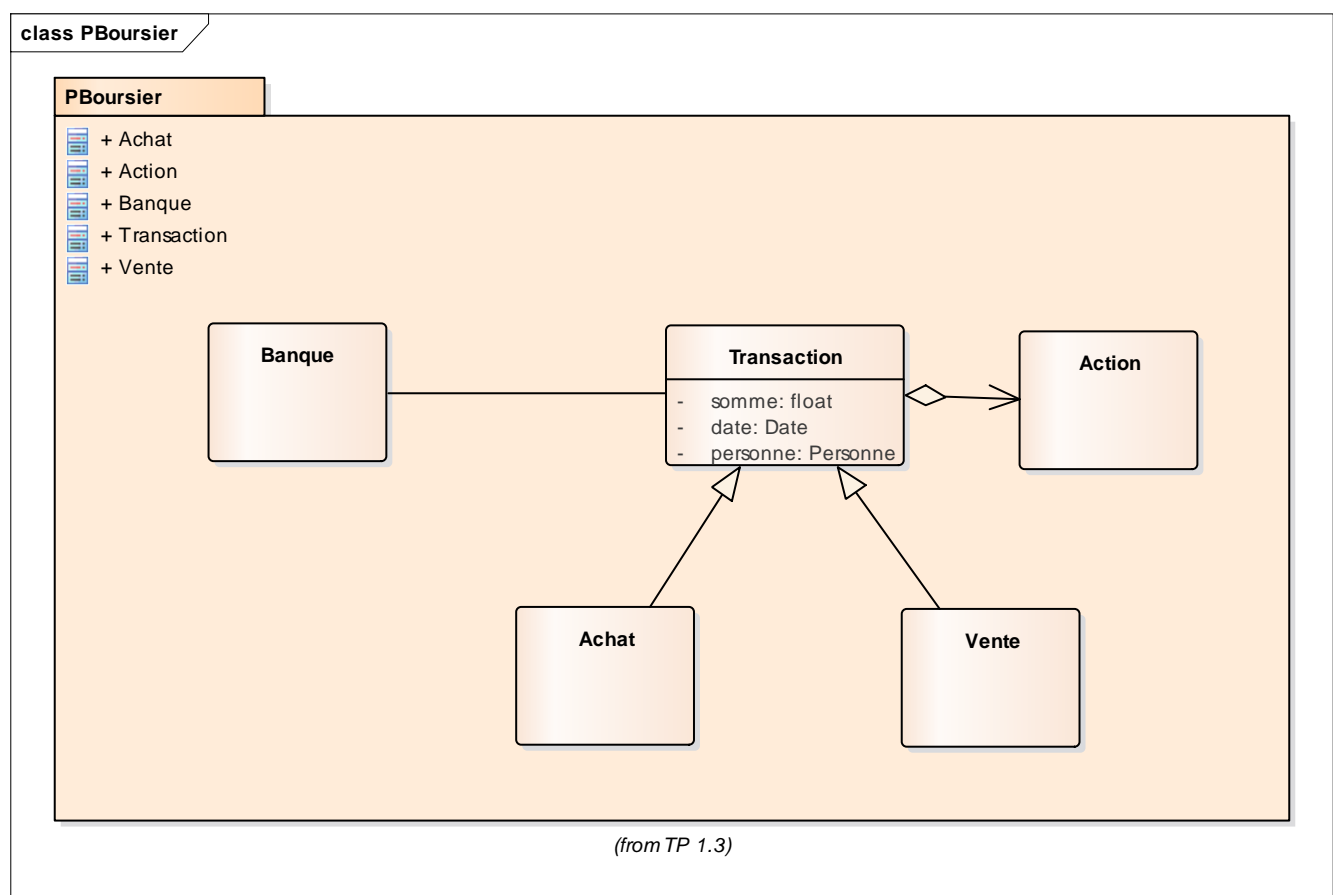 class PBoursier
PBoursier
+ Achat
+ Action
+ Banque
+ Transaction
+ Vente
Banque
Transaction
- somme: float
- date: Date
- personne: Personne
Action
Achat
Vente
(from TP 1.3)